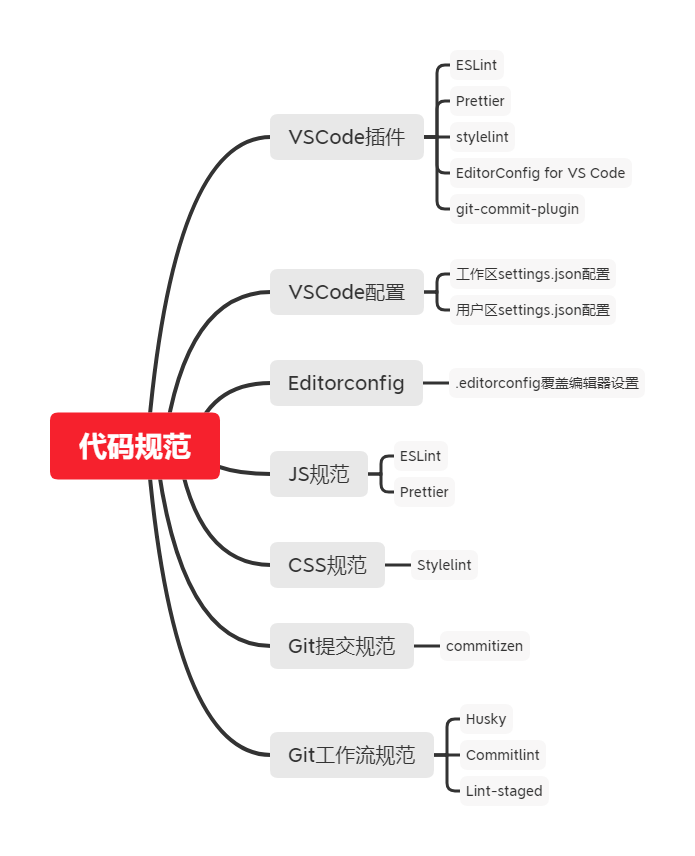 代码规范
VSCode插件
ESLint
Prettier
stylelint
EditorConfig for VS Code
git-commit-plugin
VSCode配置
工作区settings.json配置
用户区settings.json配置
Editorconfig
.editorconfig覆盖编辑器设置
JS规范
ESLint
Prettier
CSS规范
Stylelint
Git提交规范
commitizen
Git工作流规范
Husky
Commitlint
Lint-staged